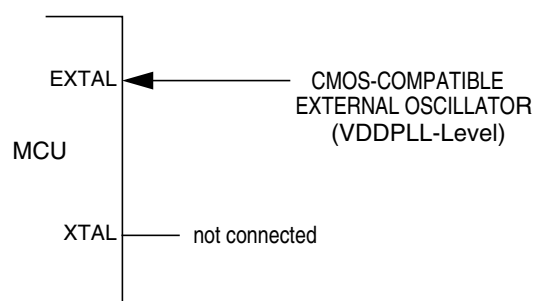 EXTAL
CMOS-COMPATIBLE
EXTERNAL OSCILLATOR
(VDDPLL-Level)
MCU
XTAL
not connected